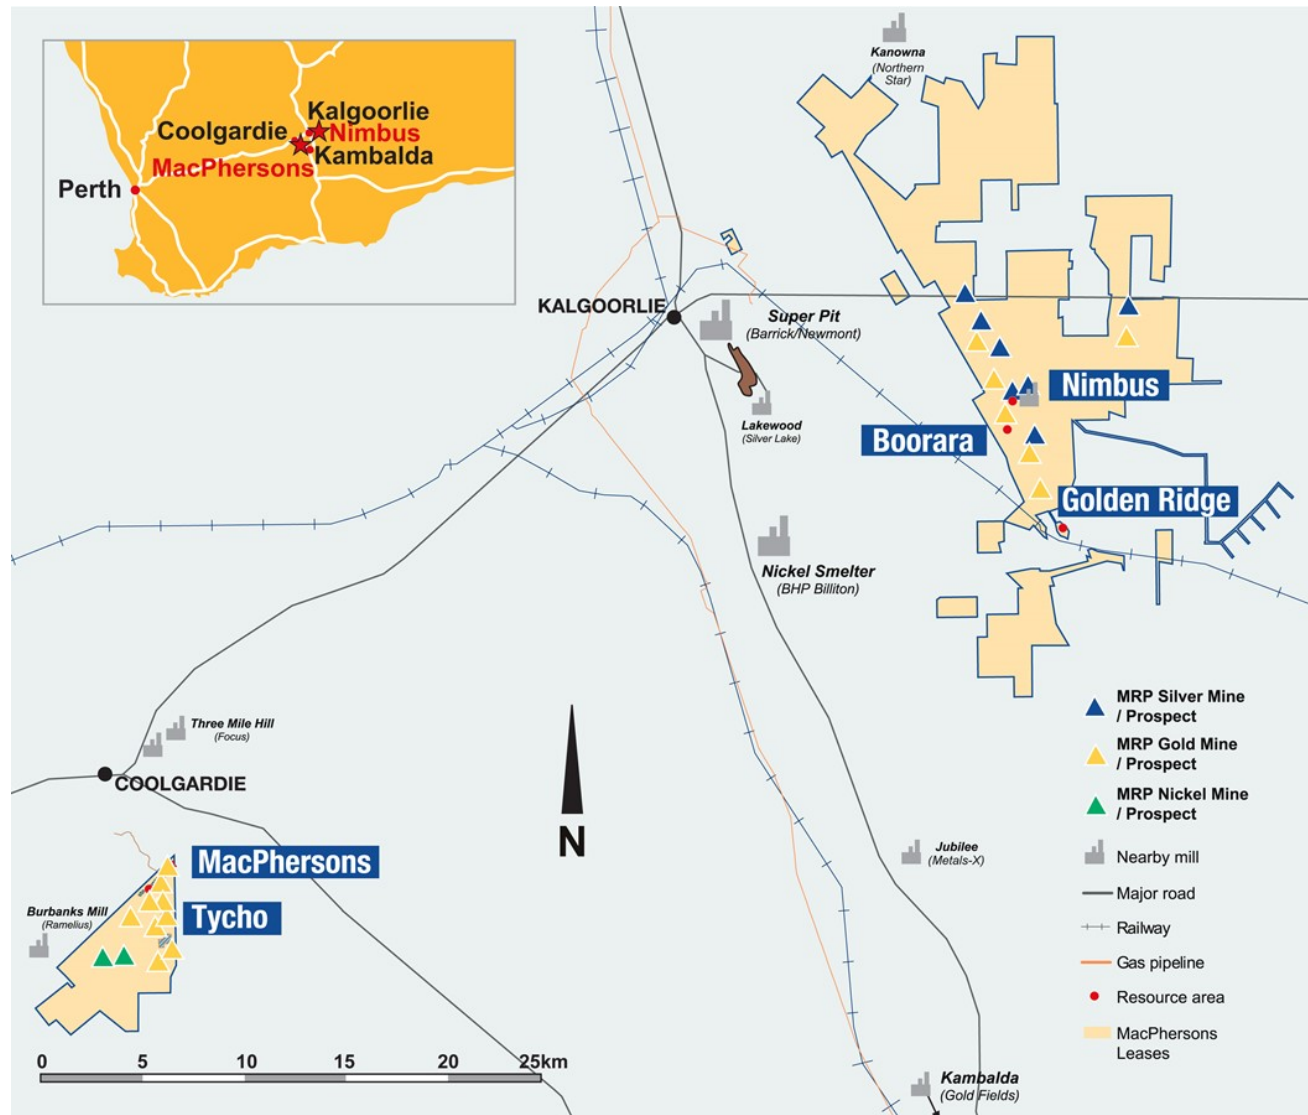 Kalgoorlie
Coolgardie
Nimbus
Kambalda
MacPhersons
Perth
Kanowna
(Northern
Star)
KALGOORLIE
Super Pit
(Barrick/Newmont)
Lakewood
(Silver Lake)
Nimbus
Boorara
Golden Ridge
Nickel Smelter
(BHP Billiton)
Three Mile Hill
(Focus)
COOLGARDIE
N
MacPhersons
Tycho
Burbanks Mill
(Ramelius)
Jubilee
(Metals-X)
Kambalda
(Gold Fields)
MRP Silver Mine
/ Prospect
MRP Gold Mine
/ Prospect
MRP Nickel Mine
/ Prospect
Nearby mill
Major road
Railway
Gas pipeline
Resource area
MacPhersons
Leases
0 5 10 15 20 25km